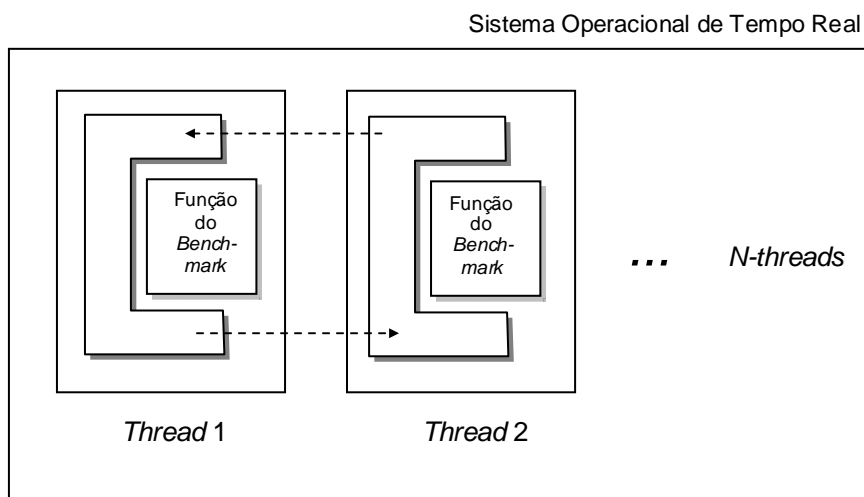 Sistema Operacional de Tempo Real
Função
do
Bench-
mark
Função
do
Bench-
mark
... N-threads
Thread 1
Thread 2